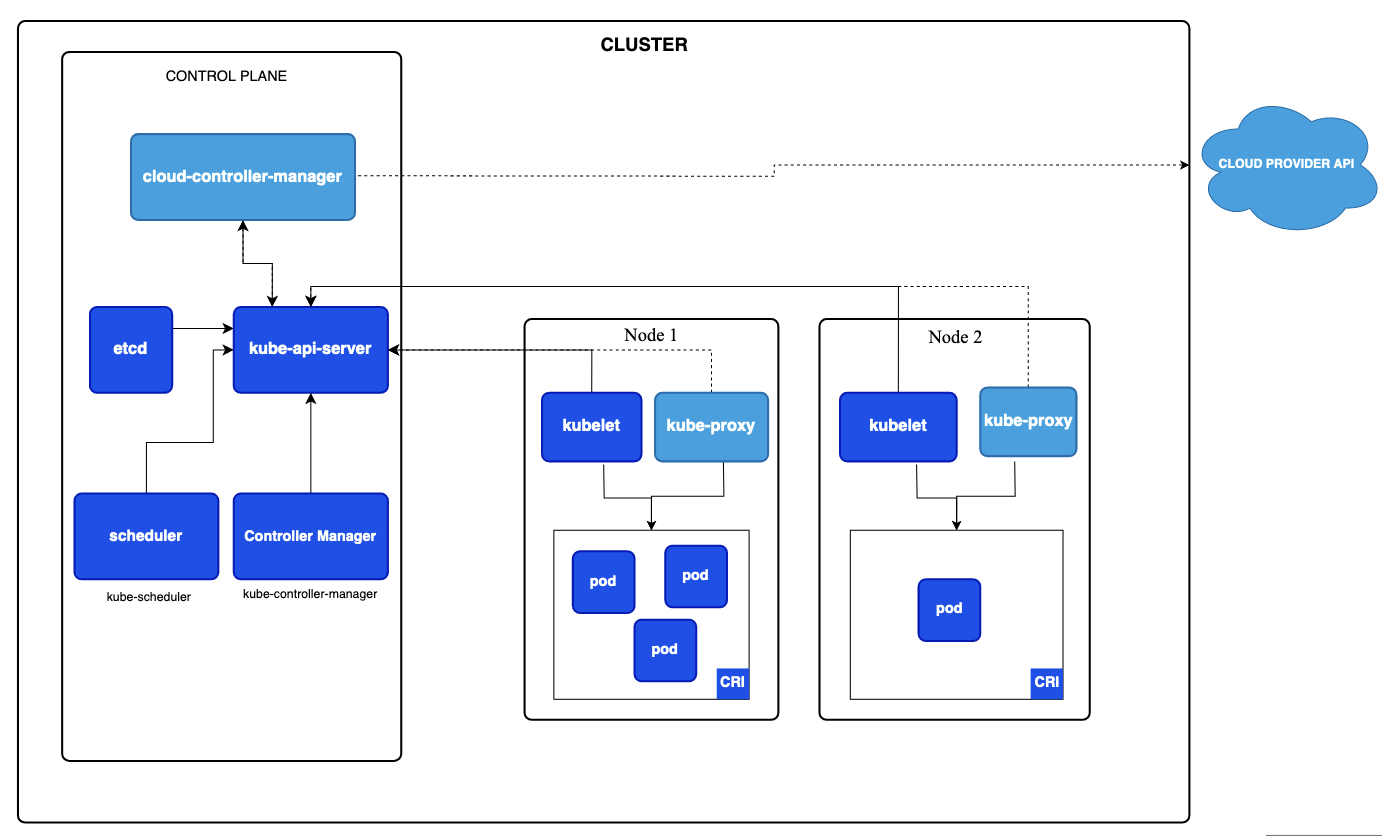 CLUSTER
CONTROL PLANE
cloud-controller-manager
CLOUD PROVIDER API
etcd
kube-api-server
scheduler
kube-scheduler
Controller Manager
kube-controller-manager
Node 1
kubelet
kube-proxy
pod
pod
pod
CRI
Node 2
kubelet
kube-proxy
pod
CRI